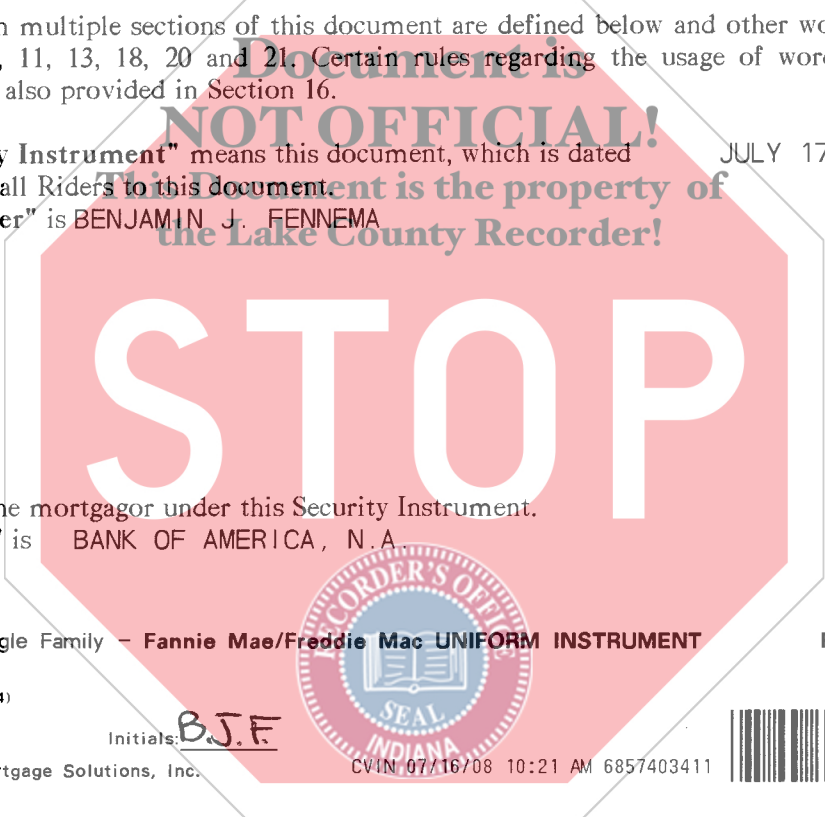 n multiple sections of this document are defined below and other wo
, 11, 13, 18, 20 and 21. Certain rules regarding the usage of wor
also provided in Section 16.
Document is
NOT OFFICIAL!
This Document is the property of
the Lake County Recorder!
y Instrument" means this document, which is dated JULY 17
all Riders to this document.
er" is BENJAMIN J. FENNEMA
STOP
he mortgagor under this Security Instrument.
" is BANK OF AMERICA, N.A.
RECORDER'S OFFICE
SEAL
INDIANA
gle Family - Fannie Mae/Freddie Mac UNIFORM INSTRUMENT
4)
Initials: B.J.F.
rtgage Solutions, Inc.
CVIN 07/16/08 10:21 AM 6857403411